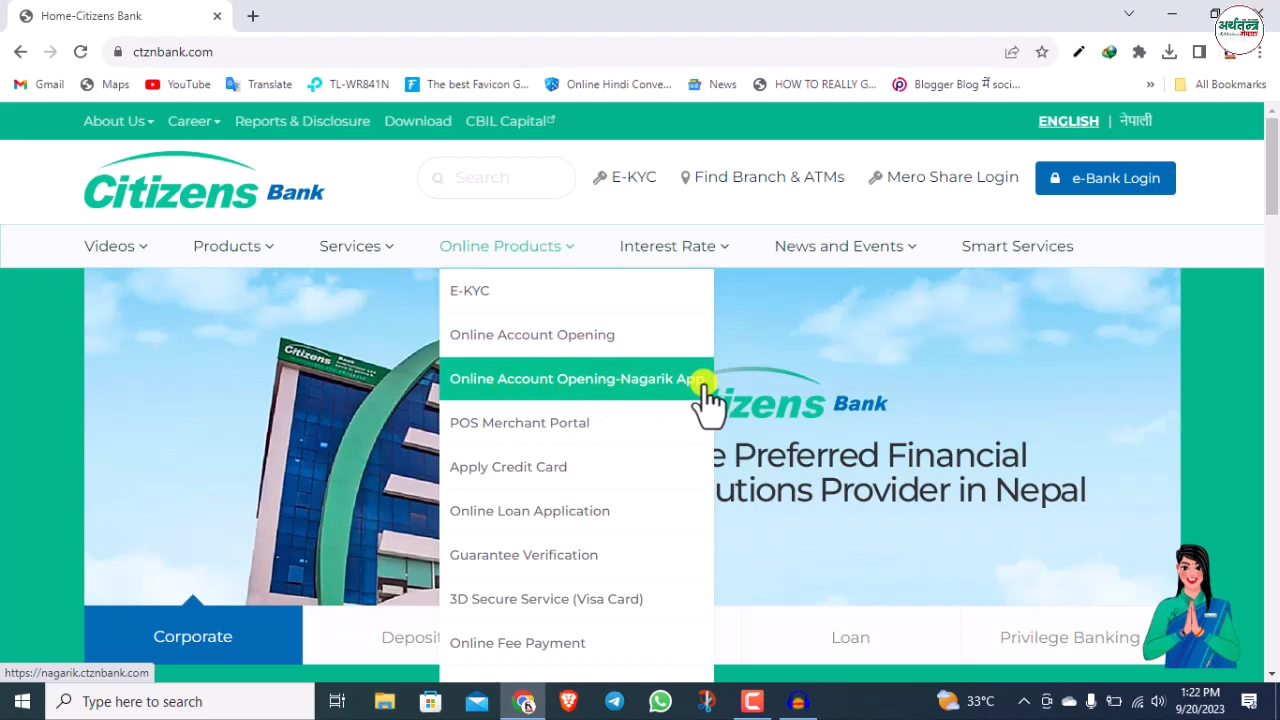 Home-Citizens Bank
अर्थतन्त्र
नेपाल
ctznbank.com
Gmail
Maps
YouTube
Translate
TL-WR841N
The best Favicon G...
Online Hindi Conve...
News
HOW TO REALLY G...
Blogger Blog में soci...
»
All Bookmarks
About Us
Career
Reports & Disclosure
Download
CBIL Capital
ENGLISH | नेपाली
Citizens Bank
Search
E-KYC
Find Branch & ATMs
Mero Share Login
e-Bank Login
Videos
Products
Services
Online Products
Interest Rate
News and Events
Smart Services
E-KYC
Online Account Opening
Online Account Opening-Nagarik App
POS Merchant Portal
Apply Credit Card
Online Loan Application
Guarantee Verification
3D Secure Service (Visa Card)
Online Fee Payment
Citizens Bank
tizens Bank
e Preferred Financial
utions Provider in Nepal
Corporate
Deposit
Loan
Privilege Banking
https://nagarik.ctznbank.com
Type here to search
33°C
1:22 PM
9/20/2023